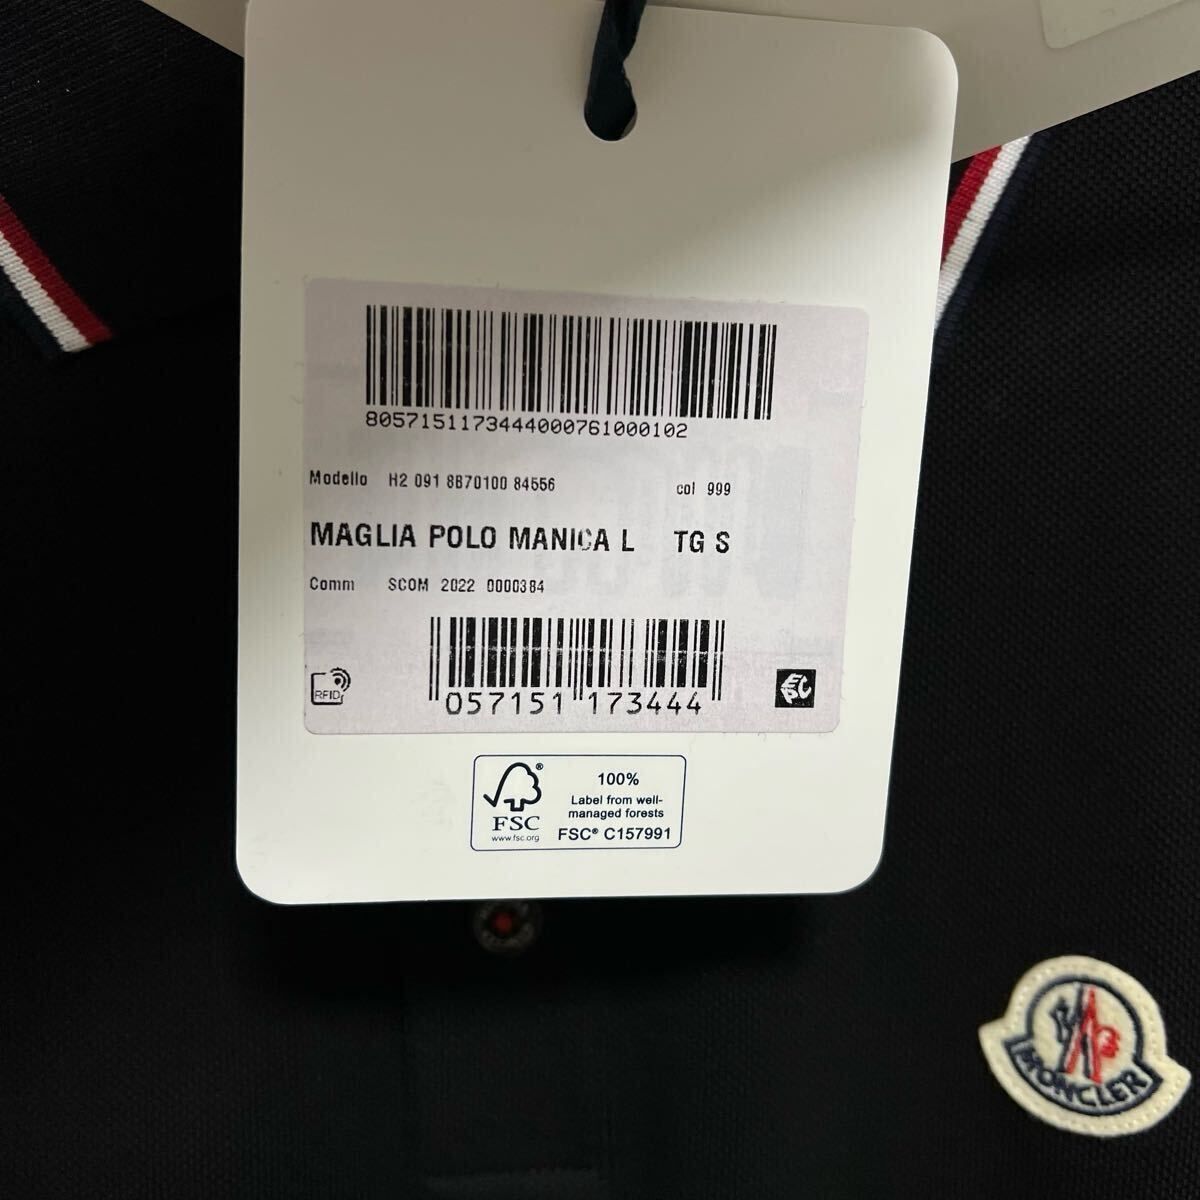 8057151173444000761000102
Modello H2 091 8B70100 84556 col 999
MAGLIA POLO MANICA L TG S
Comm SCOM 2022 0000384
RFID
057151 173444
EPC
FSC
www.fsc.org
100%
Label from well-
managed forests
FSC® C157991
MONCLER